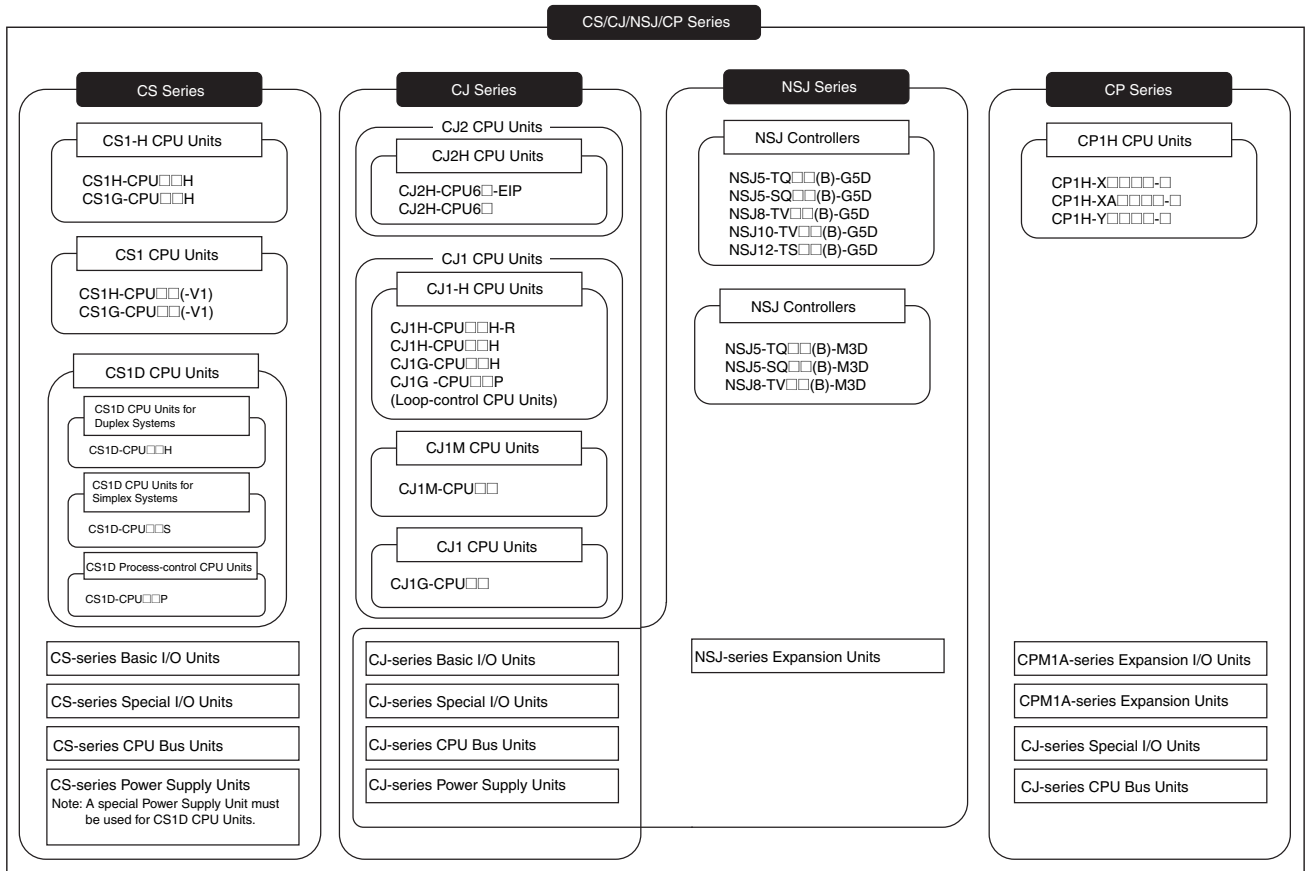 CS/CJ/NSJ/CP Series
CS Series
CS1-H CPU Units
CS1H-CPU□□H
CS1G-CPU□□H
CS1 CPU Units
CS1H-CPU□□(-V1)
CS1G-CPU□□(-V1)
CS1D CPU Units
CS1D CPU Units for
Duplex Systems
CS1D-CPU□□H
CS1D CPU Units for
Simplex Systems
CS1D-CPU□□S
CS1D Process-control CPU Units
CS1D-CPU□□P
CS-series Basic I/O Units
CS-series Special I/O Units
CS-series CPU Bus Units
CS-series Power Supply Units
Note: A special Power Supply Unit must
be used for CS1D CPU Units.
CJ Series
CJ2 CPU Units
CJ2H CPU Units
CJ2H-CPU6□-EIP
CJ2H-CPU6□
CJ1 CPU Units
CJ1-H CPU Units
CJ1H-CPU□□H-R
CJ1H-CPU□□H
CJ1G-CPU□□H
CJ1G -CPU□□P
(Loop-control CPU Units)
CJ1M CPU Units
CJ1M-CPU□□
CJ1 CPU Units
CJ1G-CPU□□
CJ-series Basic I/O Units
CJ-series Special I/O Units
CJ-series CPU Bus Units
CJ-series Power Supply Units
NSJ Series
NSJ Controllers
NSJ5-TQ□□(B)-G5D
NSJ5-SQ□□(B)-G5D
NSJ8-TV□□(B)-G5D
NSJ10-TV□□(B)-G5D
NSJ12-TS□□(B)-G5D
NSJ Controllers
NSJ5-TQ□□(B)-M3D
NSJ5-SQ□□(B)-M3D
NSJ8-TV□□(B)-M3D
NSJ-series Expansion Units
CP Series
CP1H CPU Units
CP1H-X□□□□-□
CP1H-XA□□□□-□
CP1H-Y□□□□-□
CPM1A-series Expansion I/O Units
CPM1A-series Expansion Units
CJ-series Special I/O Units
CJ-series CPU Bus Units